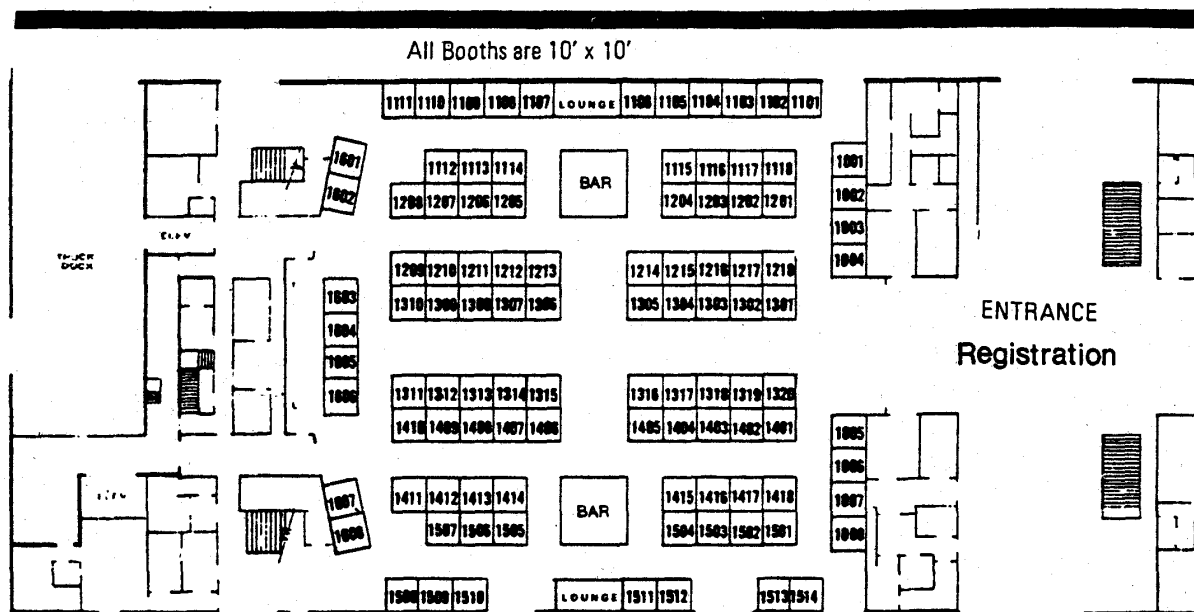 All Booths are 10' x 10'
1111 1110 1109 1108 1107 LOUNGE 1106 1105 1104 1103 1102 1101
1112 1113 1114 BAR 1115 1116 1117 1118
1208 1207 1206 1205 1204 1203 1202 1201
1601
1602
1001
1002
1003
1004
ELEV
TRUCK
DOCK
1209 1210 1211 1212 1213 1214 1215 1216 1217 1218
1310 1309 1308 1307 1306 1305 1304 1303 1302 1301
1603
1604
1605
1606
ENTRANCE
Registration
1311 1312 1313 1314 1315 1316 1317 1318 1319 1320
1410 1409 1408 1407 1406 1405 1404 1403 1402 1401
1005
1006
1007
1008
ELEV
1607
1608
1411 1412 1413 1414 BAR 1415 1416 1417 1418
1507 1506 1505 1504 1503 1502 1501
1508 1509 1510 LOUNGE 1511 1512 1513 1514